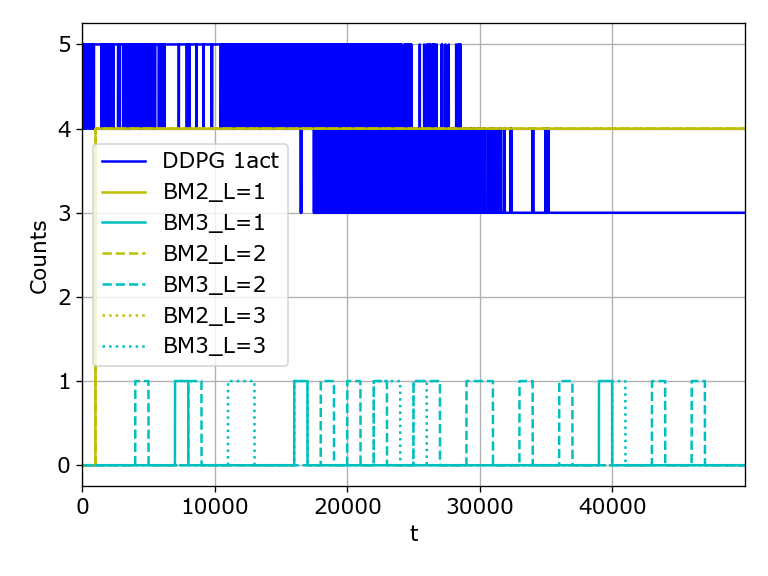 5
4
3
2
1
0
Counts
DDPG 1act
BM2_L=1
BM3_L=1
BM2_L=2
BM3_L=2
BM2_L=3
BM3_L=3
0 10000 20000 30000 40000
t